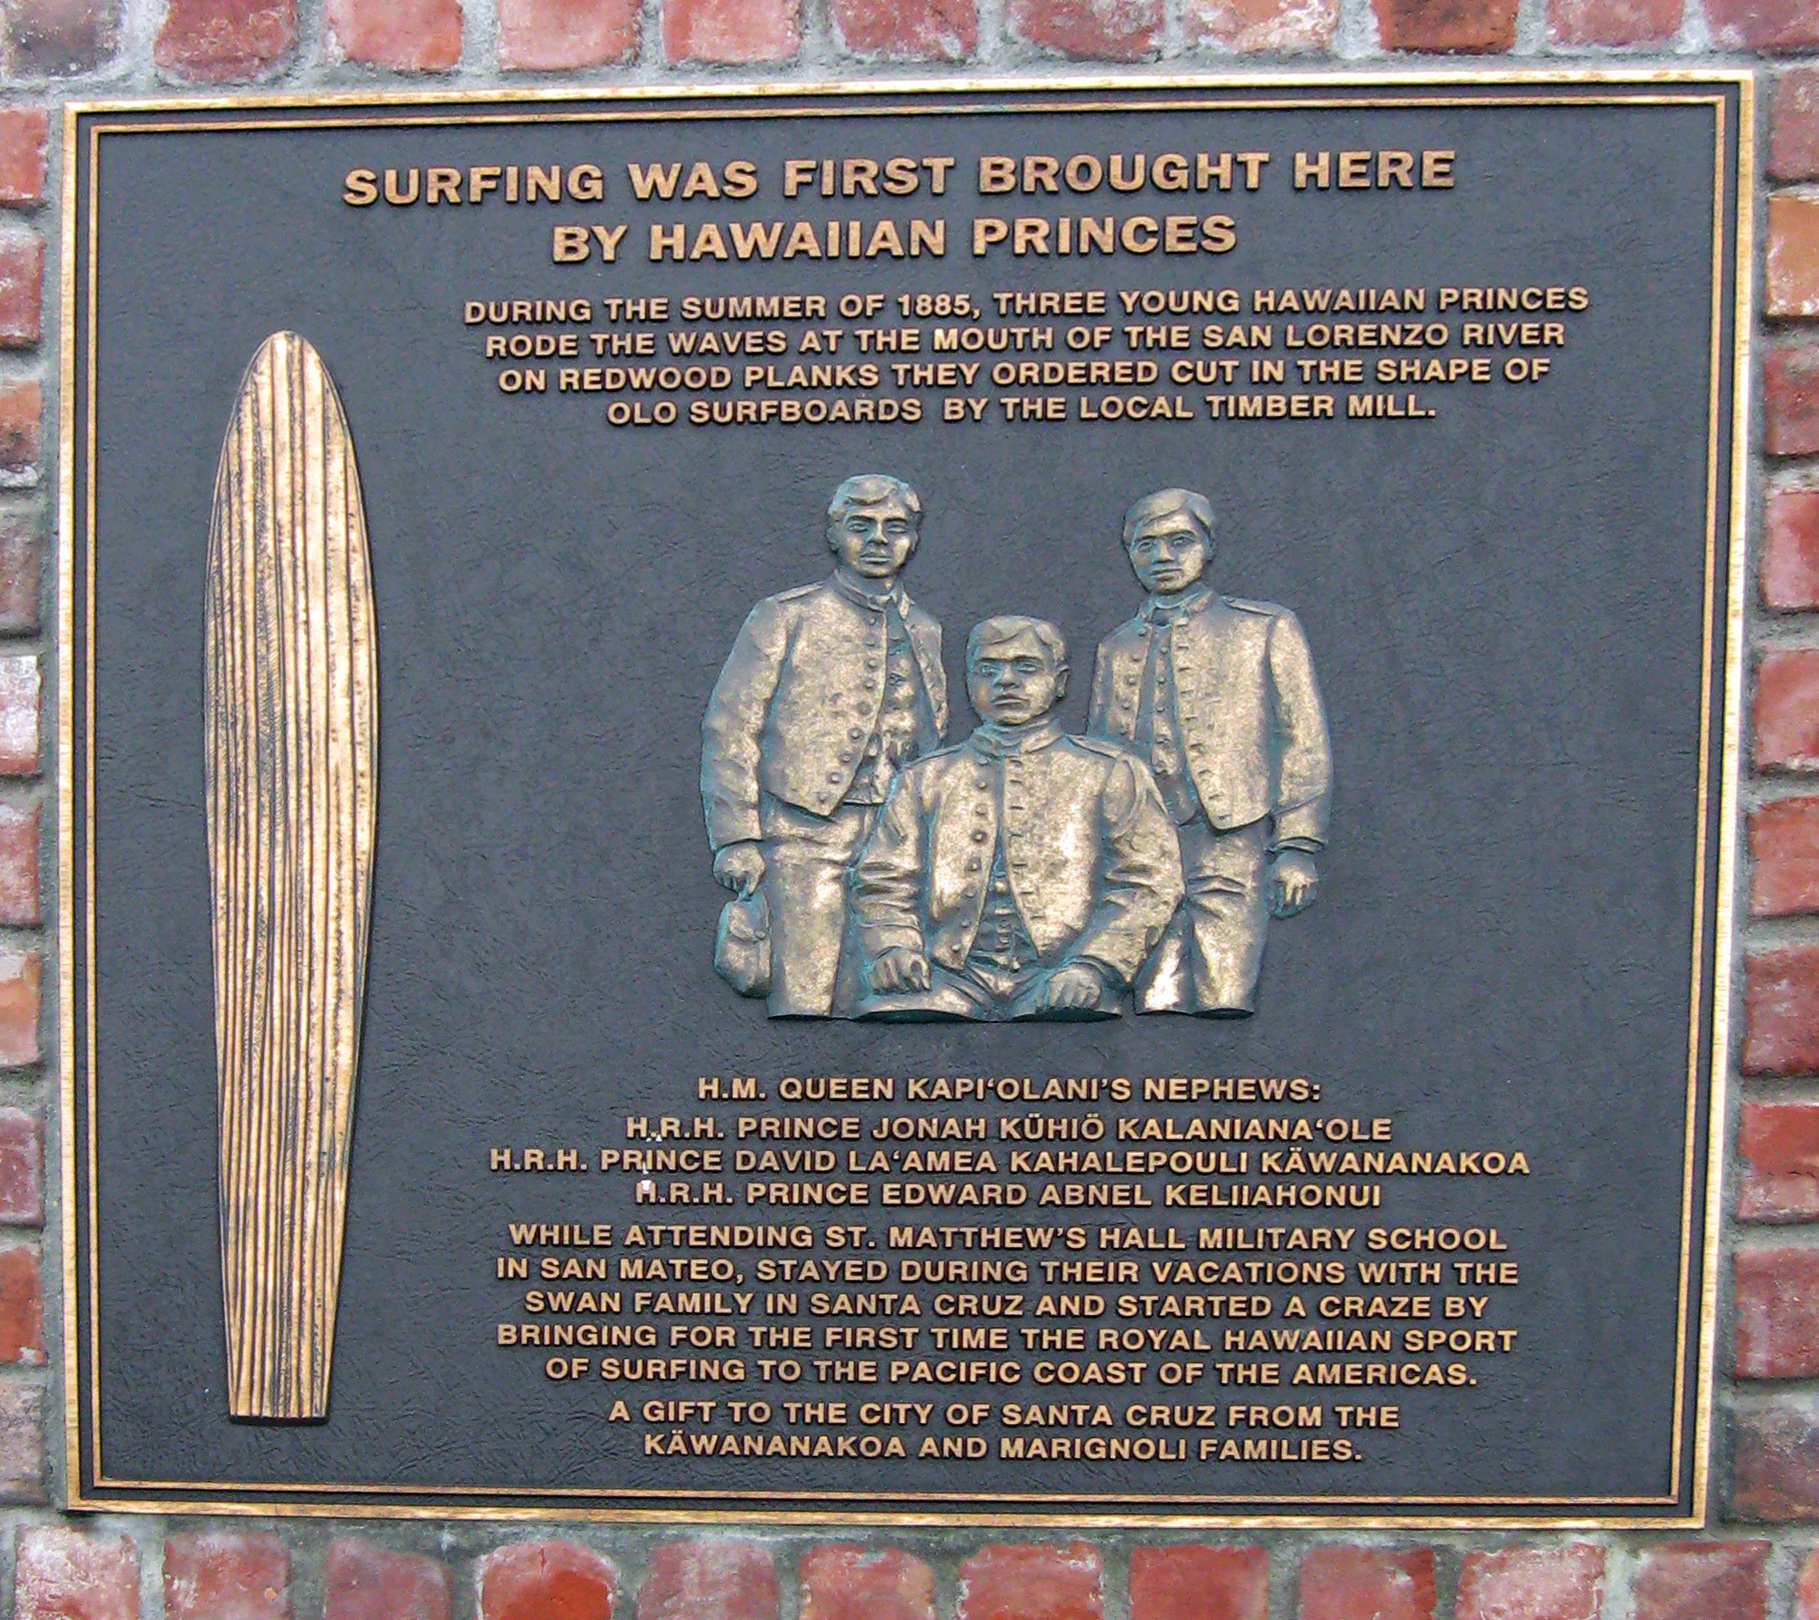 SURFING WAS FIRST BROUGHT HERE
BY HAWAIIAN PRINCES
DURING THE SUMMER OF 1885, THREE YOUNG HAWAIIAN PRINCES
RODE THE WAVES AT THE MOUTH OF THE SAN LORENZO RIVER
ON REDWOOD PLANKS THEY ORDERED CUT IN THE SHAPE OF
OLO SURFBOARDS BY THE LOCAL TIMBER MILL.
H.M. QUEEN KAPI‘OLANI’S NEPHEWS:
H.R.H. PRINCE JONAH KÜHIÖ KALANIANA‘OLE
H.R.H. PRINCE DAVID LA‘AMEA KAHALEPOULI KÄWANANAKOA
H.R.H. PRINCE EDWARD ABNEL KELIIAHONUI
WHILE ATTENDING ST. MATTHEW’S HALL MILITARY SCHOOL
IN SAN MATEO, STAYED DURING THEIR VACATIONS WITH THE
SWAN FAMILY IN SANTA CRUZ AND STARTED A CRAZE BY
BRINGING FOR THE FIRST TIME THE ROYAL HAWAIIAN SPORT
OF SURFING TO THE PACIFIC COAST OF THE AMERICAS.
A GIFT TO THE CITY OF SANTA CRUZ FROM THE
KÄWANANAKOA AND MARIGNOLI FAMILIES.